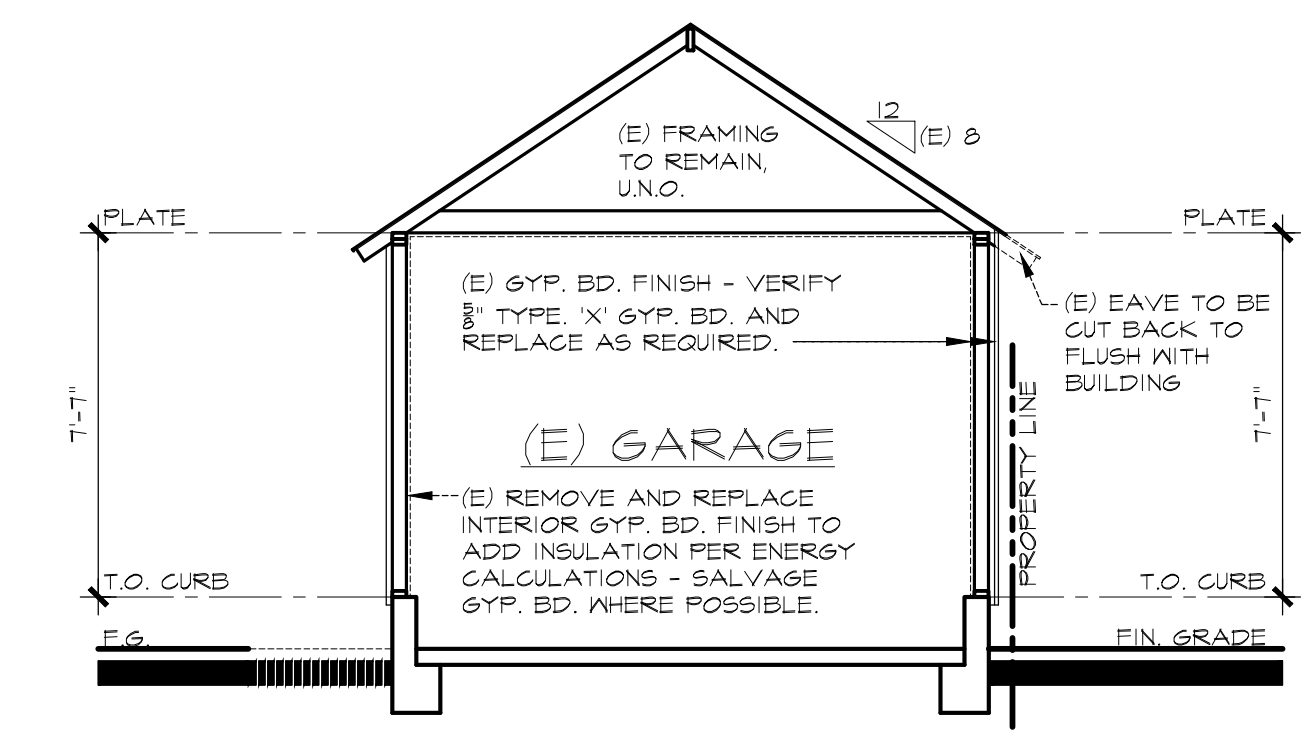 12
(E) 8
(E) FRAMING
TO REMAIN,
U.N.O.
PLATE
PLATE
(E) GYP. BD. FINISH - VERIFY
5/8" TYPE. 'X' GYP. BD. AND
REPLACE AS REQUIRED.
(E) EAVE TO BE
CUT BACK TO
FLUSH WITH
BUILDING
7'-7"
7'-7"
PROPERTY LINE
(E) GARAGE
(E) REMOVE AND REPLACE
INTERIOR GYP. BD. FINISH TO
ADD INSULATION PER ENERGY
CALCULATIONS - SALVAGE
GYP. BD. WHERE POSSIBLE.
T.O. CURB
T.O. CURB
F.G.
FIN. GRADE